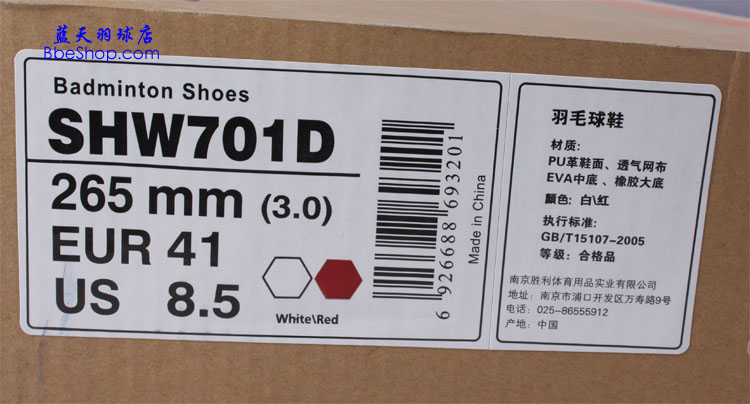 蓝天羽球店
BbeShop.com
Badminton Shoes
SHW701D
265 mm (3.0)
EUR 41
US 8.5
White\Red
6 926688 693201
Made in China
羽毛球鞋
材质:
PU革鞋面、透气网布
EVA中底、橡胶大底
颜色: 白\红
执行标准:
GB/T15107-2005
等级: 合格品
南京胜利体育用品实业有限公司
地址: 南京市浦口开发区万寿路9号
电话: 025-86555912
产地: 中国